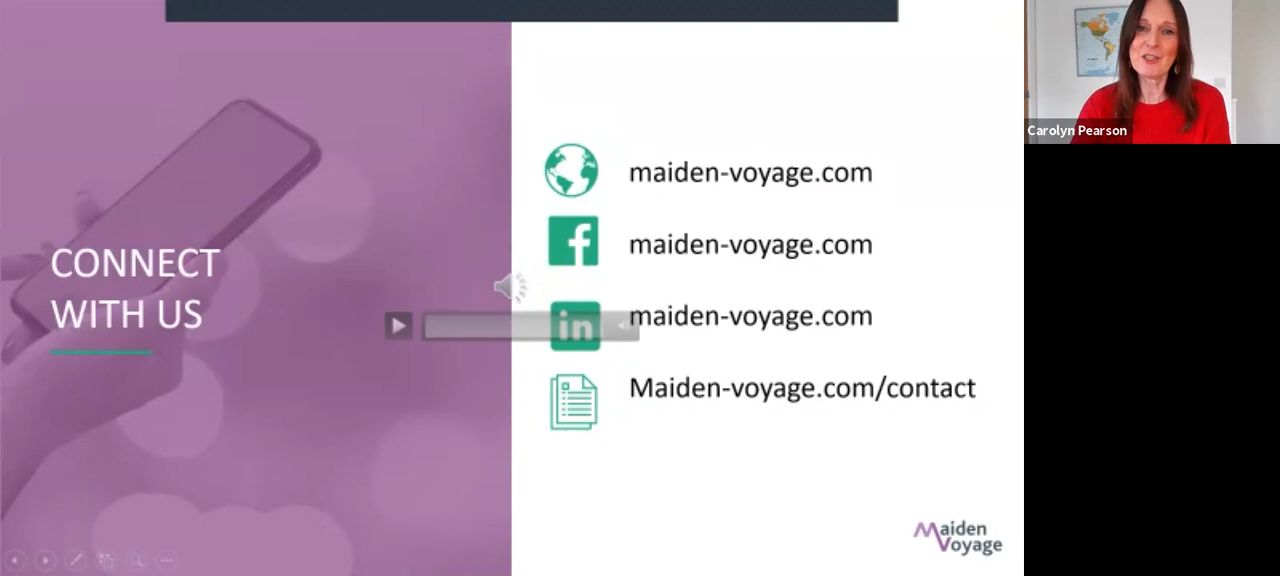 CONNECT
WITH US
maiden-voyage.com
maiden-voyage.com
in
maiden-voyage.com
Maiden-voyage.com/contact
Maiden
Voyage
Carolyn Pearson